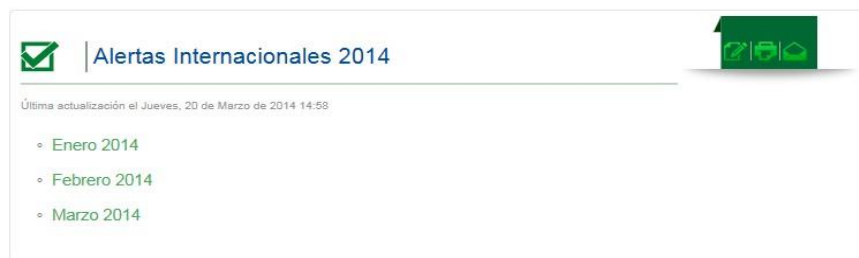 Alertas Internacionales 2014
Última actualización el Jueves, 20 de Marzo de 2014 14:58
Enero 2014
Febrero 2014
Marzo 2014